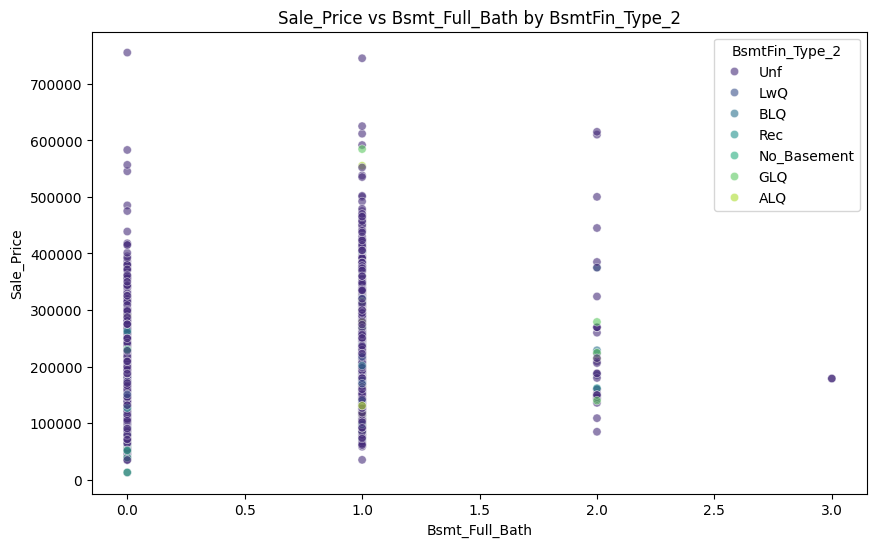 Sale_Price vs Bsmt_Full_Bath by BsmtFin_Type_2
BsmtFin_Type_2
Unf
LwQ
BLQ
Rec
No_Basement
GLQ
ALQ
Sale_Price
700000
600000
500000
400000
300000
200000
100000
0
0.0 0.5 1.0 1.5 2.0 2.5 3.0
Bsmt_Full_Bath